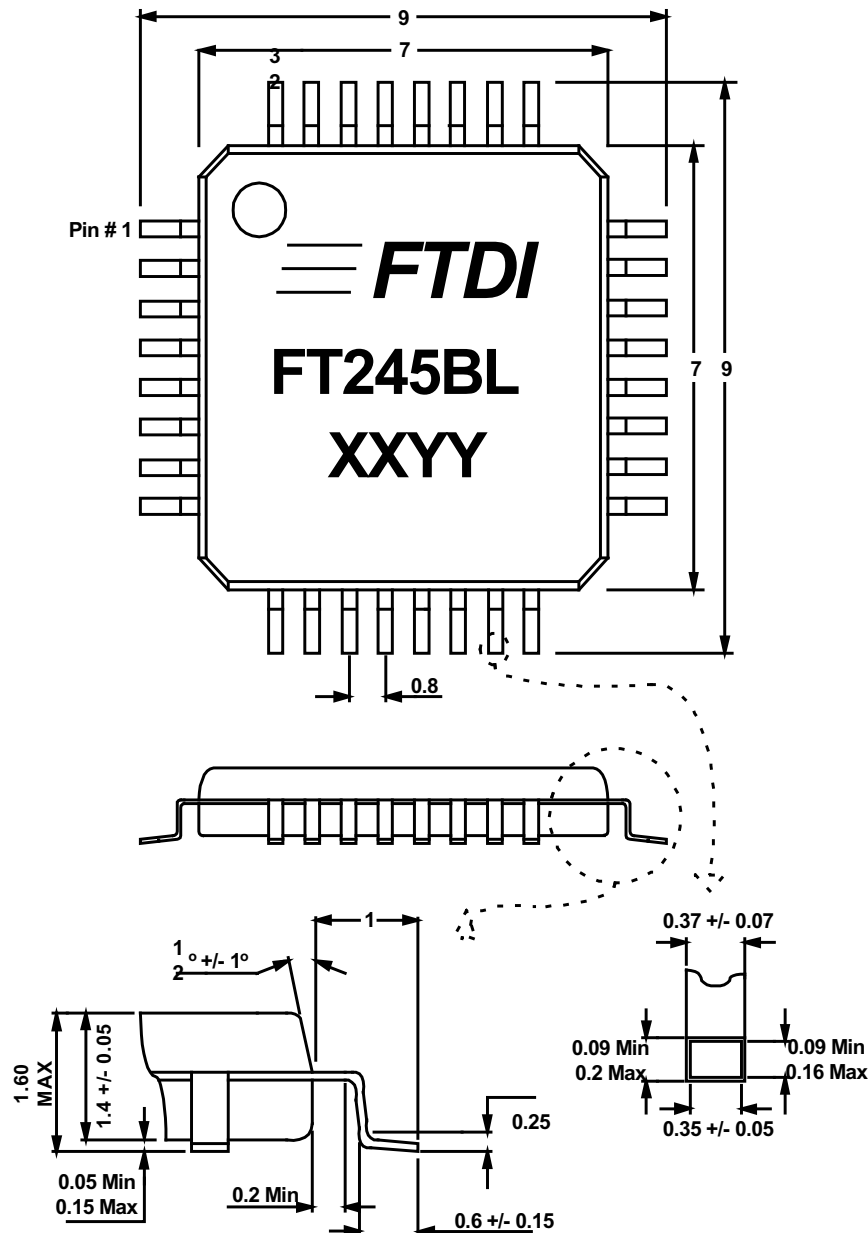 9
7
3
2
Pin # 1
FTDI
FT245BL
XXYY
7
9
0.8
1
0.37 +/- 0.07
1
2
º +/- 1º
1.60
MAX
1.4 +/- 0.05
0.09 Min
0.2 Max
0.09 Min
0.16 Max
0.25
0.35 +/- 0.05
0.05 Min
0.15 Max
0.2 Min
0.6 +/- 0.15